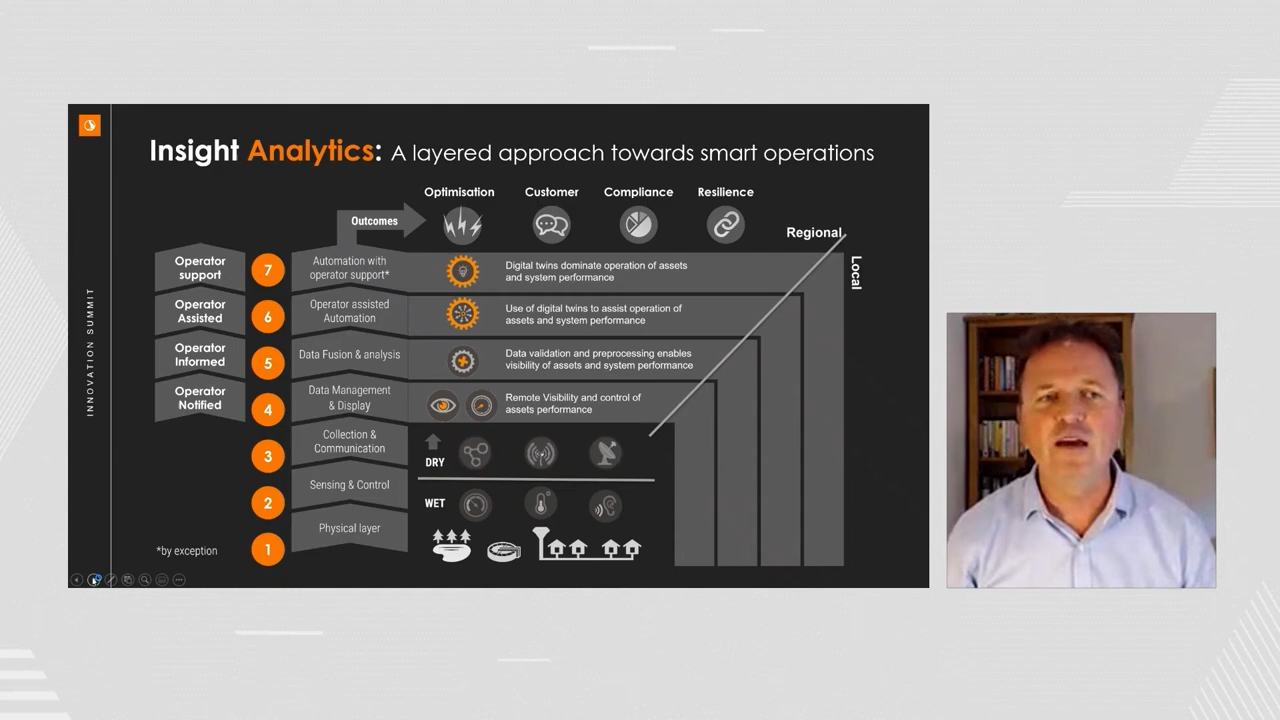 Insight Analytics: A layered approach towards smart operations
Optimisation
Customer
Compliance
Resilience
Outcomes
Regional
Local
Operator
support
7
Automation with
operator support*
Digital twins dominate operation of assets
and system performance
Operator
Assisted
6
Operator assisted
Automation
Use of digital twins to assist operation of
assets and system performance
Operator
Informed
5
Data Fusion & analysis
Data validation and preprocessing enables
visibility of assets and system performance
Operator
Notified
4
Data Management
& Display
Remote Visibility and control of
assets performance
3
Collection &
Communication
DRY
2
Sensing & Control
WET
1
Physical layer
*by exception
INNOVATION SUMMIT